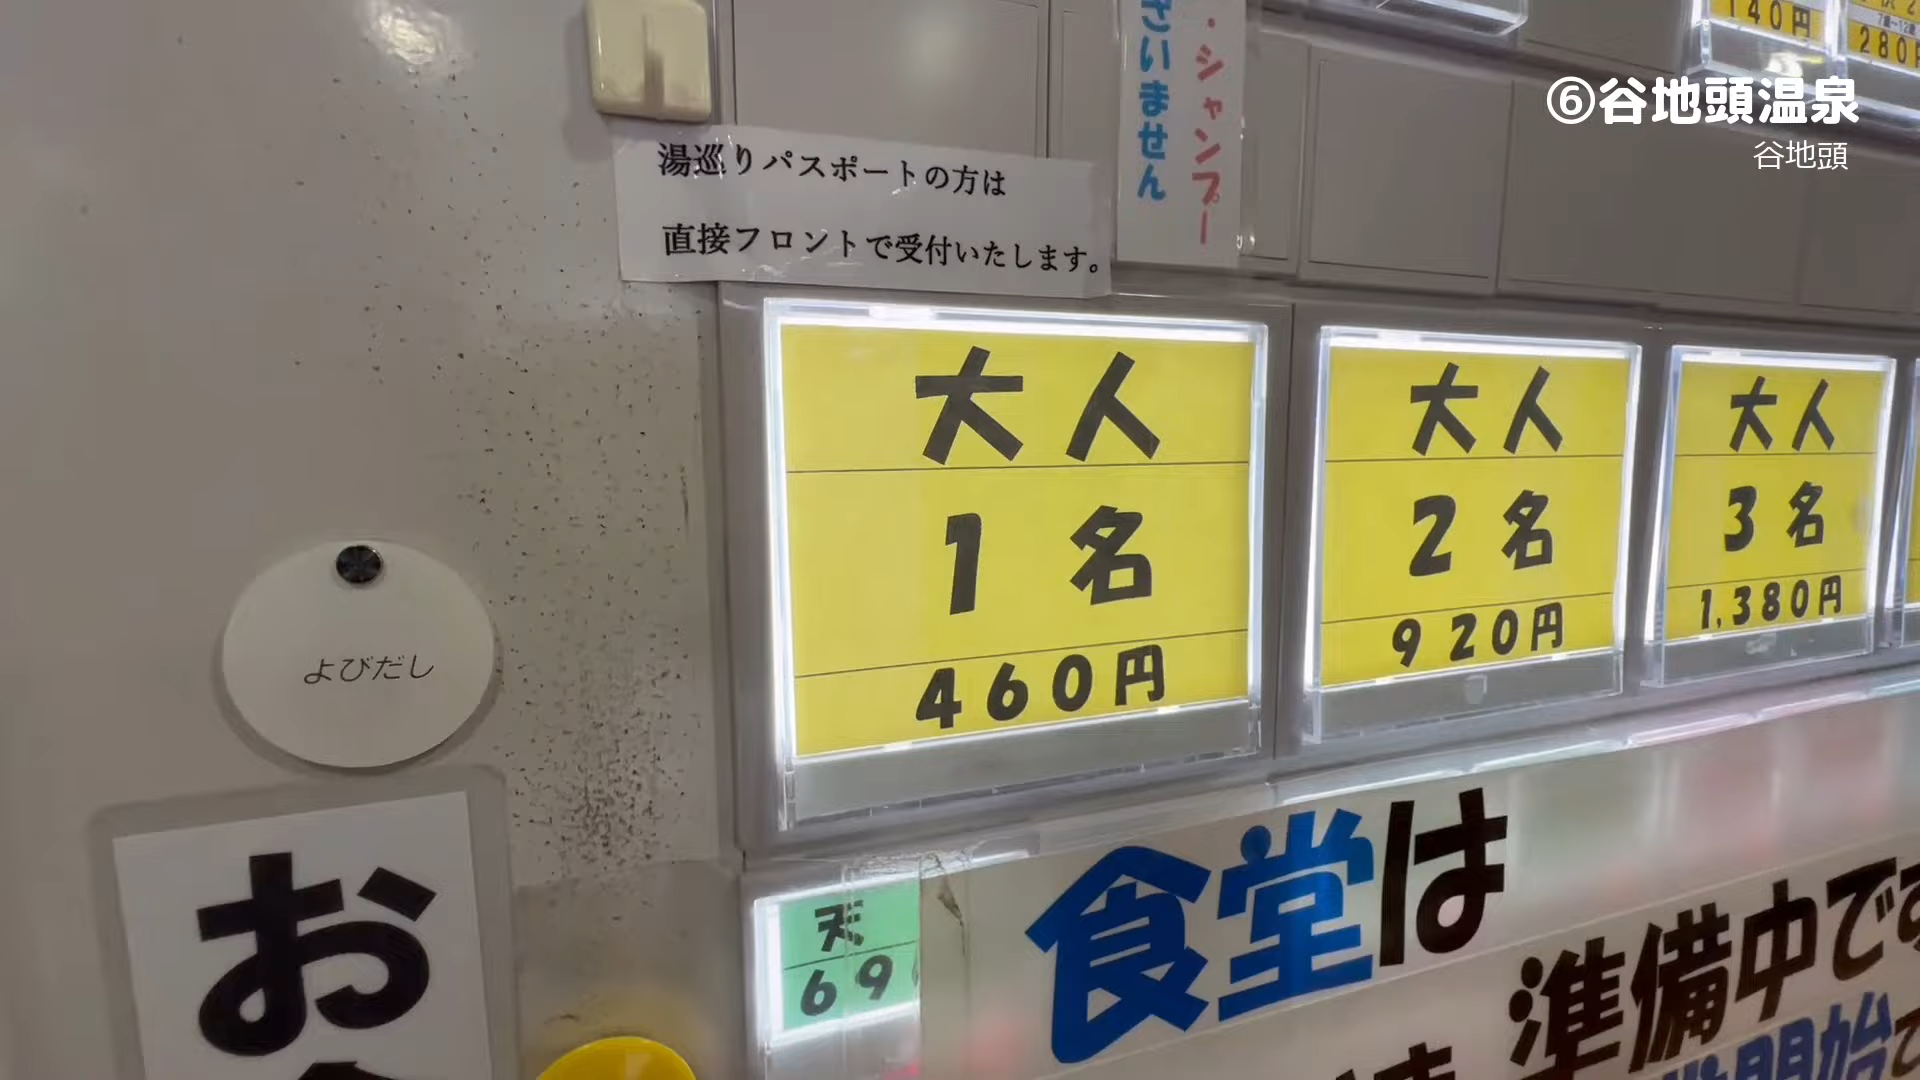 140円
280円
⑥谷地頭温泉
谷地頭
・シャンプー
さいません
湯巡りパスポートの方は
直接フロントで受付いたします。
大人
1名
460円
大人
2名
920円
大人
3名
1,380円
よびだし
お
天
69
食堂は
準備中です
開始